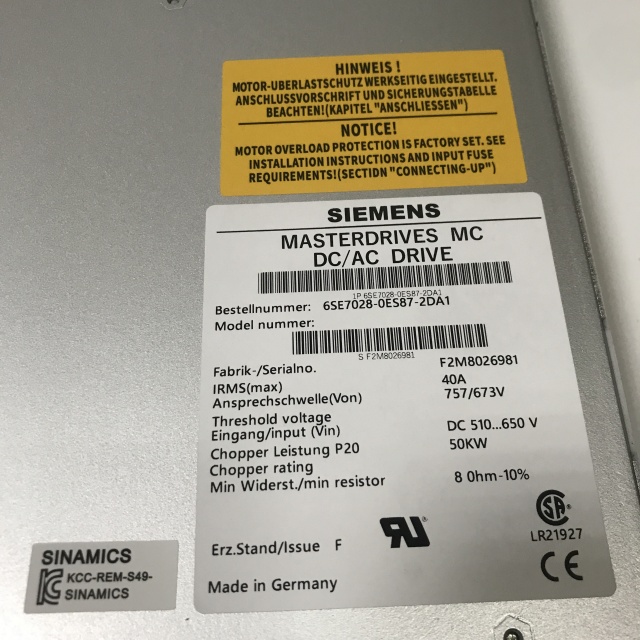 HINWEIS !
MOTOR-UBERLASTSCHUTZ WERKSEITIG EINGESTELLT.
ANSCHLUSSVORSCHRIFT UND SICHERUNGSTABELLE
BEACHTEN!(KAPITEL "ANSCHLIESSEN")
NOTICE!
MOTOR OVERLOAD PROTECTION IS FACTORY SET. SEE
INSTALLATION INSTRUCTIONS AND INPUT FUSE
REQUIREMENTS!(SECTIDN "CONNECTING-UP")
SIEMENS
MASTERDRIVES MC
DC/AC DRIVE
1P 6SE7028-0ES87-2DA1
Bestellnummer: 6SE7028-0ES87-2DA1
Model nummer:
S F2M8026981
Fabrik-/Serialno. F2M8026981
IRMS(max) 40A
Ansprechschwelle(Von) 757/673V
Threshold voltage
Eingang/input (Vin) DC 510...650 V
Chopper Leistung P20 50KW
Chopper rating
Min Widerst./min resistor 8 Ohm-10%
Erz.Stand/Issue F
LR21927
Made in Germany
CE
SINAMICS
KCC-REM-S49-
SINAMICS